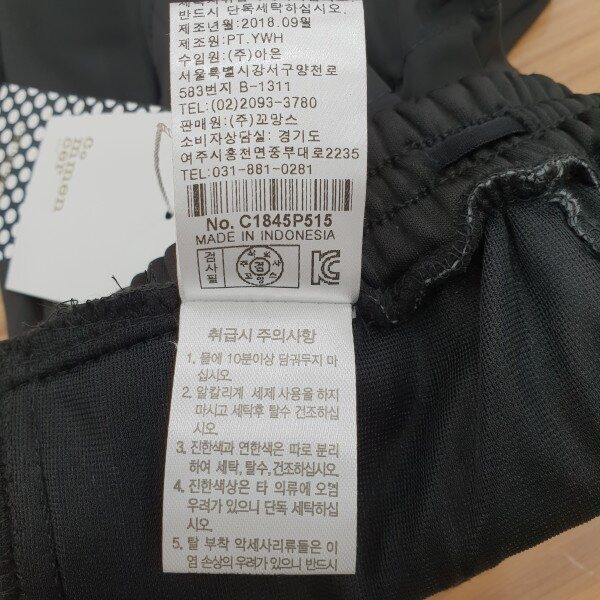 반드시 단독세탁하십시오.
제조년월 : 2018.09월
제조원 : PT.YWH
수입원 : (주)아은
서울특별시강서구양천로
583번지 B-1311
TEL:(02)2093-3780
판매원 : (주)꼬망스
소비자상담실: 경기도
여주시흥천면중부대로2235
TEL:031-881-0281
No. C1845P515
MADE IN INDONESIA
검사필
검
꼬망스
취급시 주의사항
1. 물에 10분이상 담궈두지 마
십시오.
2. 알칼리게 세제 사용을 하지
마시고 세탁후 탈수 건조하십
시오.
3. 진한색과 연한색은 따로 분리
하여 세탁, 탈수,건조하십시오.
4. 진한색상은 타 의류에 오염
우려가 있으니 단독 세탁하십
시오.
5. 탈 부착 악세사리류들은 이
염 손상의 우려가 있으니 반드시